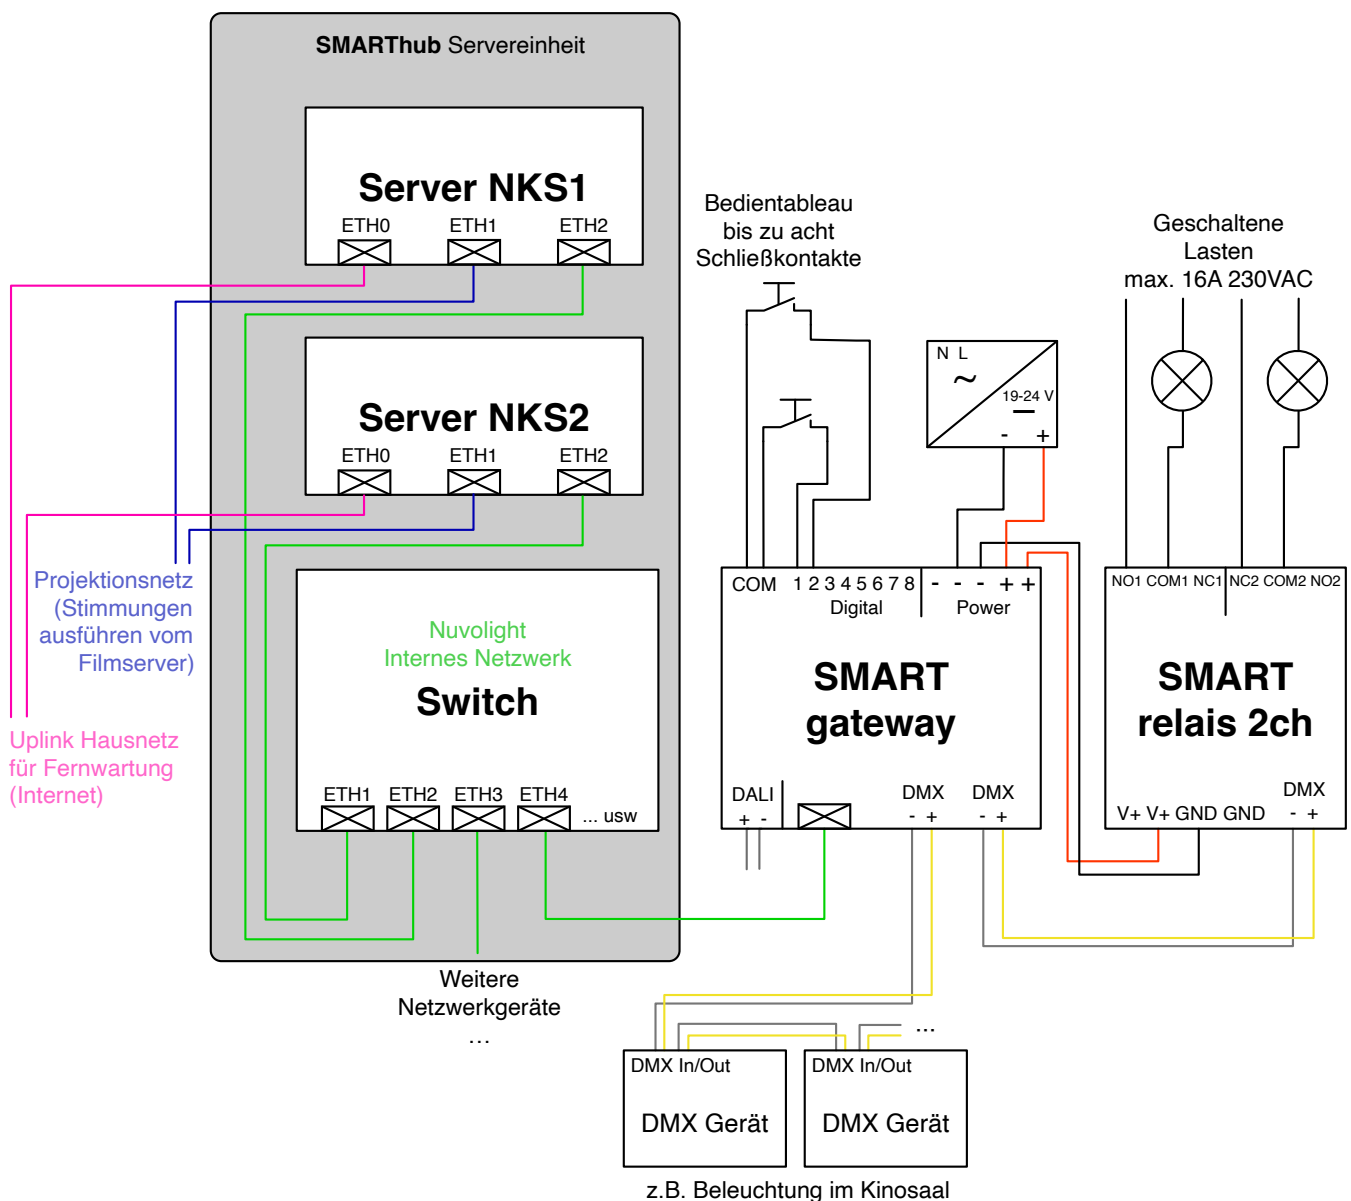 SMARThub Servereinheit
Server NKS1
ETH0 ETH1 ETH2
Server NKS2
ETH0 ETH1 ETH2
Projektionsnetz
(Stimmungen
ausführen vom
Filmserver)
Uplink Hausnetz
für Fernwartung
(Internet)
Nuvolight
Internes Netzwerk
Switch
ETH1 ETH2 ETH3 ETH4 ... usw
Weitere
Netzwerkgeräte
...
Bedientableau
bis zu acht
Schließkontakte
N L
~
19-24 V
- +
Geschaltene
Lasten
max. 16A 230VAC
COM 1 2 3 4 5 6 7 8 - - - + +
Digital Power
SMART
gateway
DALI DMX DMX
+ - - + - +
NO1 COM1 NC1 NC2 COM2 NO2
SMART
relais 2ch
DMX
V+ V+ GND GND - +
...
DMX In/Out DMX In/Out
DMX Gerät DMX Gerät
z.B. Beleuchtung im Kinosaal